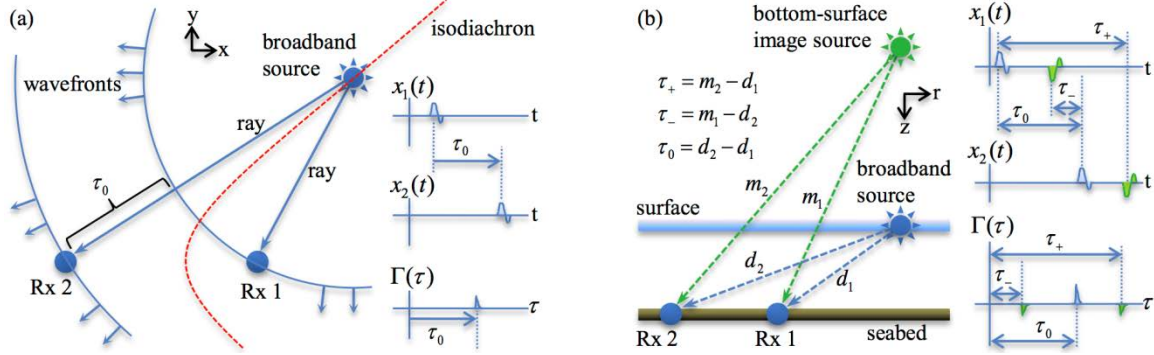 (a)
y
x
broadband
source
isodiachron
wavefronts
ray
ray
τ₀
Rx 2
Rx 1
x₁(t)
t
τ₀
x₂(t)
t
Γ(τ)
τ
τ₀
(b)
bottom-surface
image source
τ₊ = m₂ − d₁
τ₋ = m₁ − d₂
τ₀ = d₂ − d₁
r
z
broadband
source
m₂
m₁
surface
d₂
d₁
Rx 2
Rx 1
seabed
x₁(t)
τ₊
t
τ₋
τ₀
x₂(t)
t
Γ(τ)
τ₊
τ₋
τ
τ₀